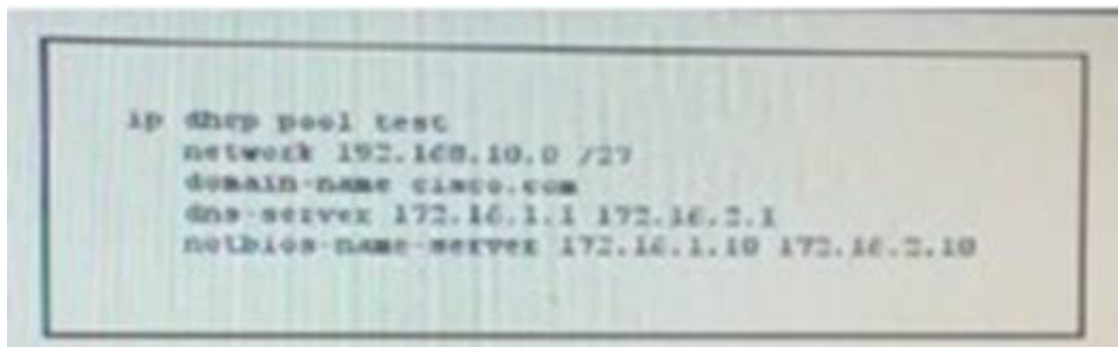 ip dhcp pool test
network 192.168.10.0 /27
domain-name cisco.com
dns-server 172.16.1.1 172.16.2.1
netbios-name-server 172.16.1.10 172.16.2.10